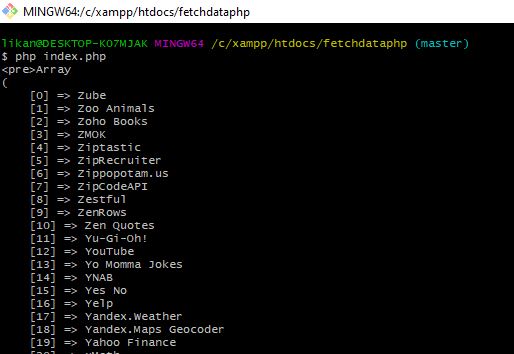 MINGW64:/c/xampp/htdocs/fetchdataphp
likan@DESKTOP-KO7MJAK MINGW64 /c/xampp/htdocs/fetchdataphp (master)
$ php index.php
<pre>Array
(
    [0] => Zube
    [1] => Zoo Animals
    [2] => Zoho Books
    [3] => ZMOK
    [4] => Ziptastic
    [5] => ZipRecruiter
    [6] => Zippopotam.us
    [7] => ZipCodeAPI
    [8] => Zestful
    [9] => ZenRows
    [10] => Zen Quotes
    [11] => Yu-Gi-Oh!
    [12] => YouTube
    [13] => Yo Momma Jokes
    [14] => YNAB
    [15] => Yes No
    [16] => Yelp
    [17] => Yandex.Weather
    [18] => Yandex.Maps Geocoder
    [19] => Yahoo Finance